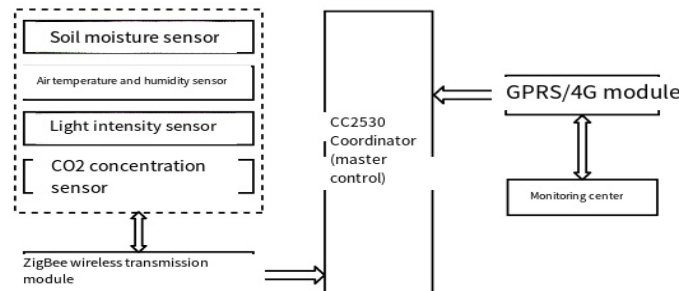 Soil moisture sensor
Air temperature and humidity sensor
Light intensity sensor
CO2 concentration
sensor
ZigBee wireless transmission
module
CC2530
Coordinator
(master
control)
GPRS/4G module
Monitoring center